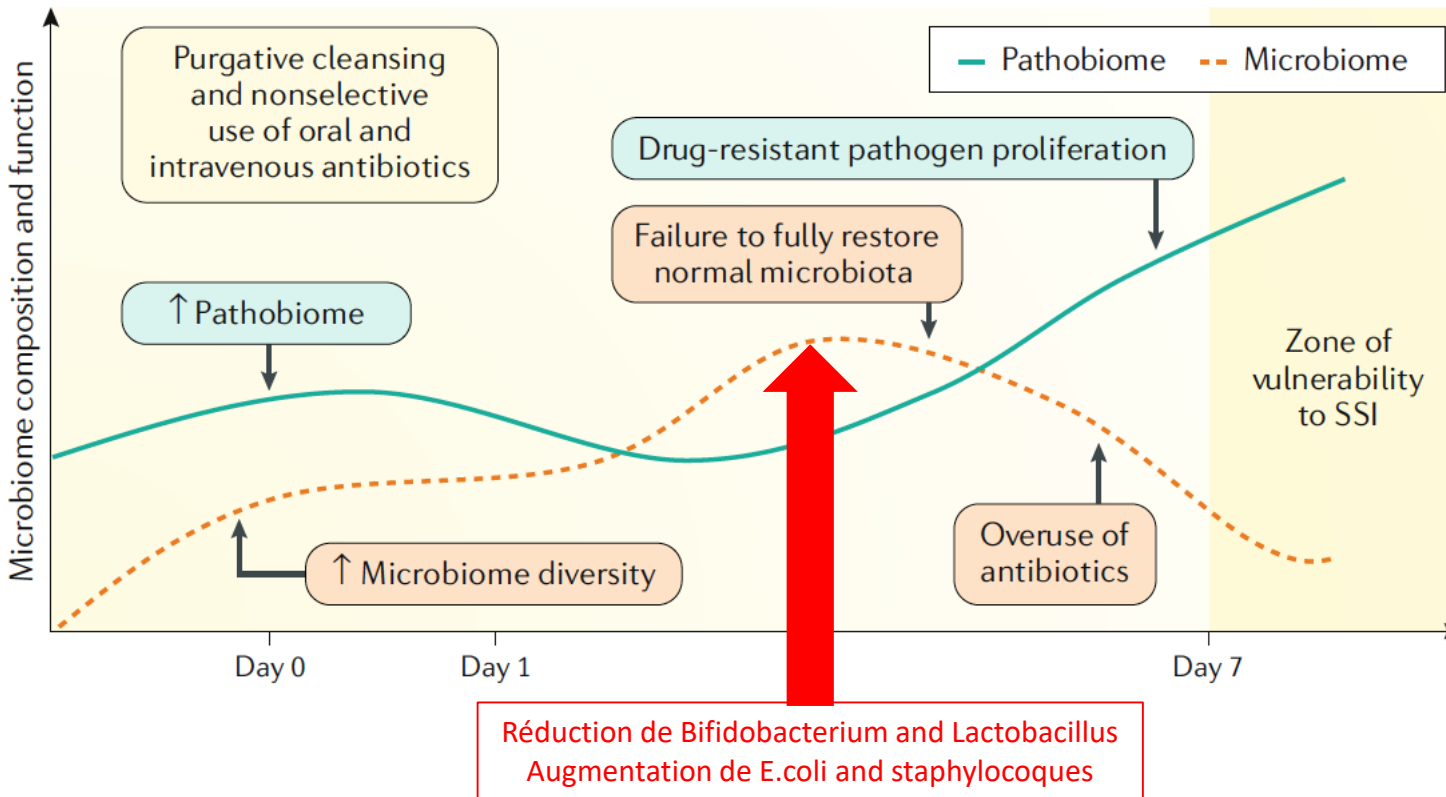 Microbiome composition and function
Purgative cleansing
and nonselective
use of oral and
intravenous antibiotics
Pathobiome
Microbiome
Drug-resistant pathogen proliferation
Failure to fully restore
normal microbiota
↑ Pathobiome
Zone of
vulnerability
to SSI
↑ Microbiome diversity
Overuse of
antibiotics
Day 0
Day 1
Day 7
Réduction de Bifidobacterium and Lactobacillus
Augmentation de E.coli and staphylocoques